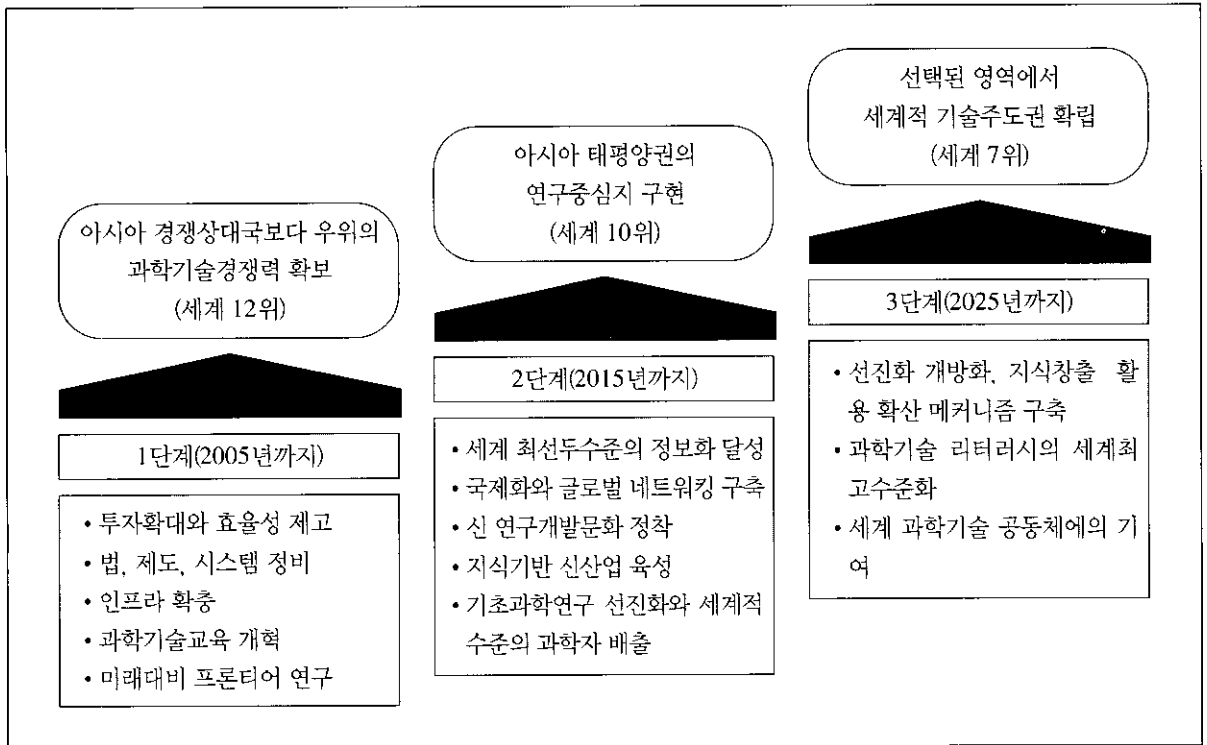 아시아 경쟁상대국보다 우위의
과학기술경쟁력 확보
(세계 12위)
1단계(2005년까지)
• 투자확대와 효율성 제고
• 법, 제도, 시스템 정비
• 인프라 확충
• 과학기술교육 개혁
• 미래대비 프론티어 연구
아시아 태평양권의
연구중심지 구현
(세계 10위)
2단계(2015년까지)
• 세계 최선두수준의 정보화 달성
• 국제화와 글로벌 네트워킹 구축
• 신 연구개발문화 정착
• 지식기반 신산업 육성
• 기초과학연구 선진화와 세계적
수준의 과학자 배출
선택된 영역에서
세계적 기술주도권 확립
(세계 7위)
3단계(2025년까지)
• 선진화 개방화, 지식창출 활
용 확산 메커니즘 구축
• 과학기술 리터러시의 세계최
고수준화
• 세계 과학기술 공동체에의 기
여